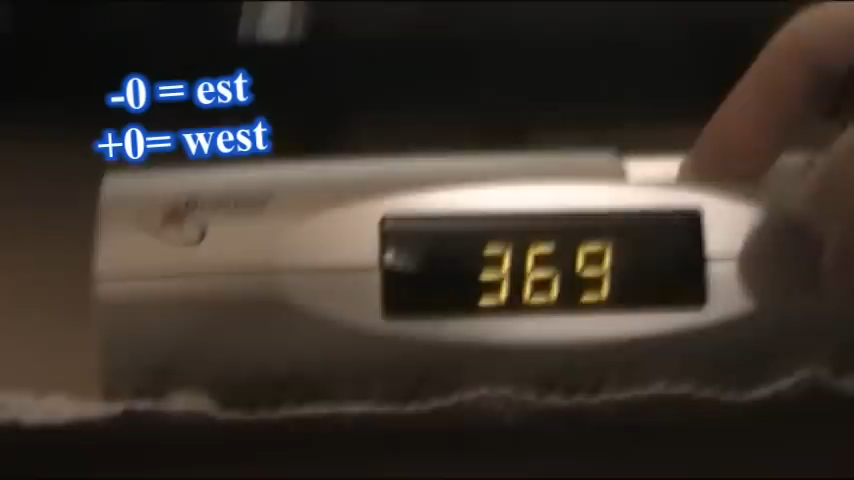 -0 = est
+0= west
369